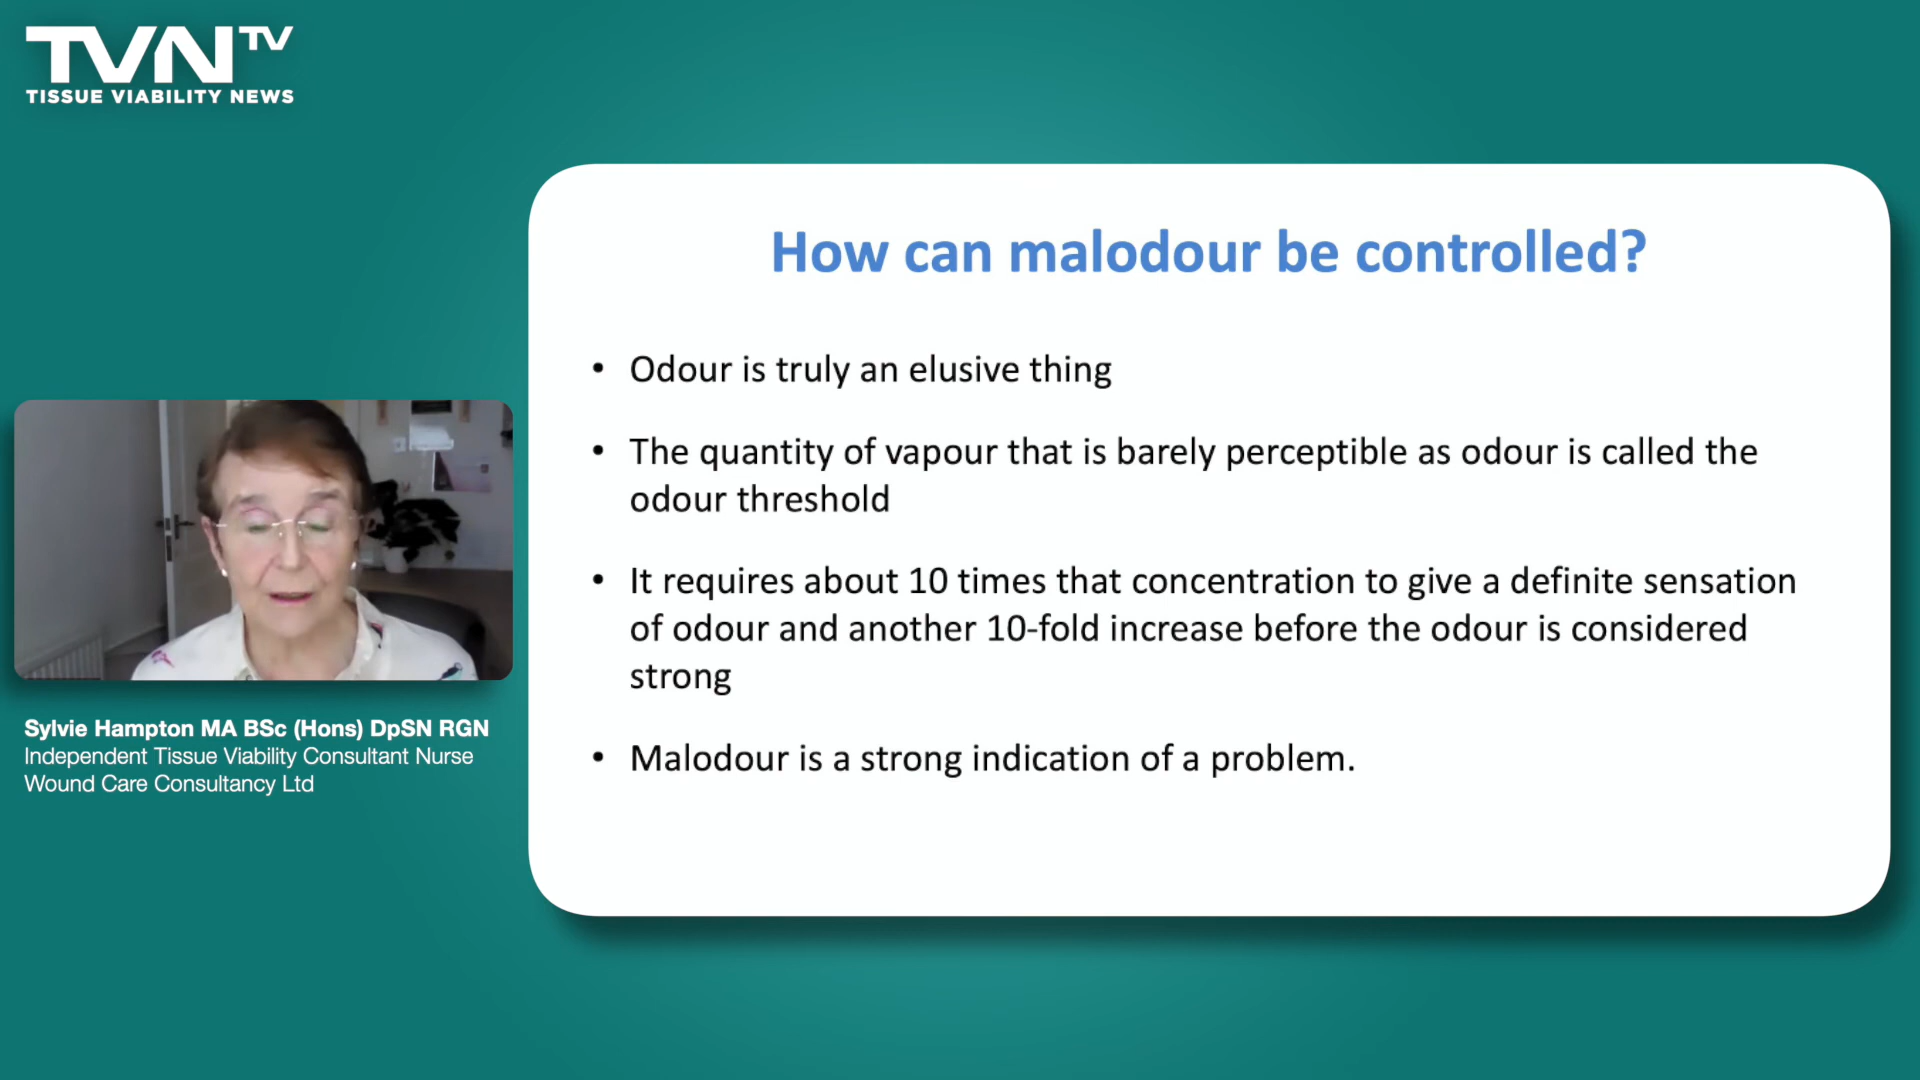 TVN TV
TISSUE VIABILITY NEWS
How can malodour be controlled?
• Odour is truly an elusive thing
• The quantity of vapour that is barely perceptible as odour is called the
odour threshold
• It requires about 10 times that concentration to give a definite sensation
of odour and another 10-fold increase before the odour is considered
strong
• Malodour is a strong indication of a problem.
Sylvie Hampton MA BSc (Hons) DpSN RGN
Independent Tissue Viability Consultant Nurse
Wound Care Consultancy Ltd